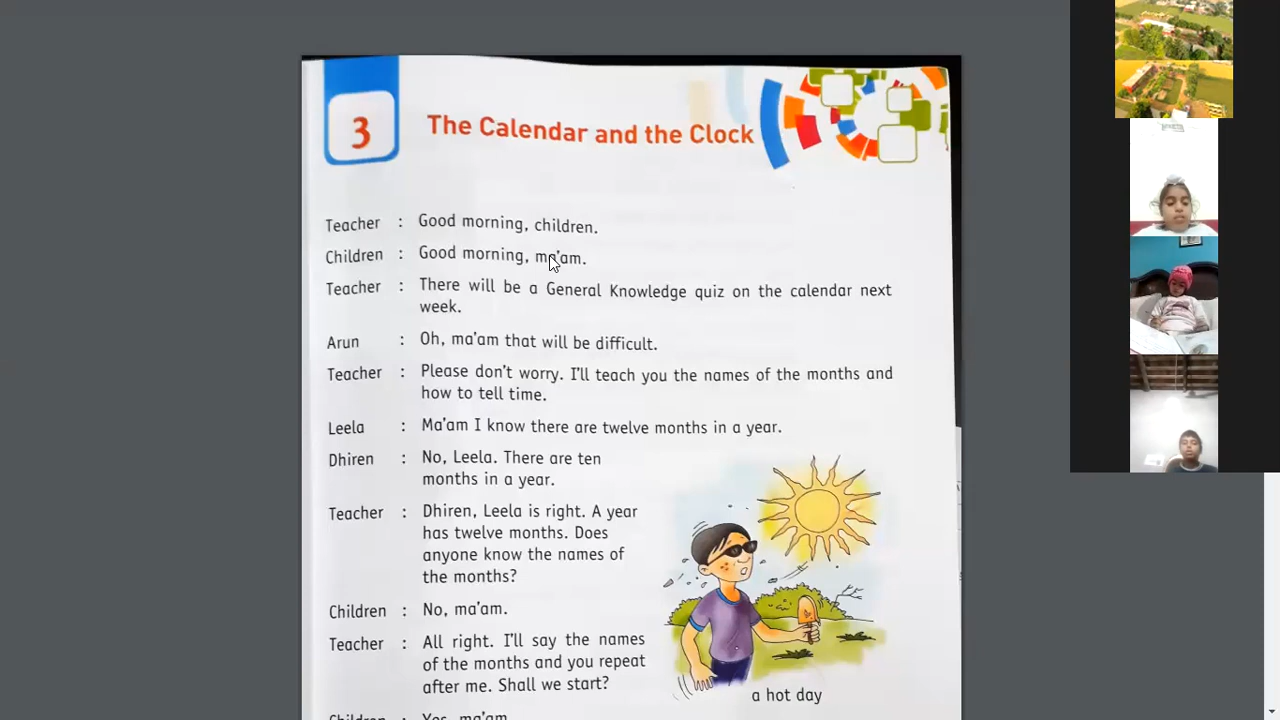 3
The Calendar and the Clock
Teacher : Good morning, children.
Children : Good morning, ma'am.
Teacher : There will be a General Knowledge quiz on the calendar next
week.
Arun : Oh, ma'am that will be difficult.
Teacher : Please don't worry. I'll teach you the names of the months and
how to tell time.
Leela : Ma'am I know there are twelve months in a year.
Dhiren : No, Leela. There are ten
months in a year.
Teacher : Dhiren, Leela is right. A year
has twelve months. Does
anyone know the names of
the months?
Children : No, ma'am.
Teacher : All right. I'll say the names
of the months and you repeat
after me. Shall we start?
a hot day
Children : Yes, ma'am.